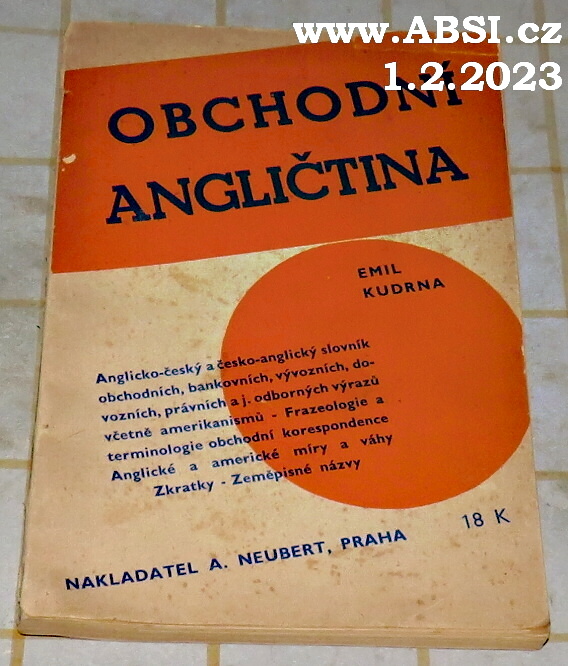 www.ABSI.cz
1.2.2023
OBCHODNÍ
ANGLIČTINA
EMIL
KUDRNA
Anglicko-český a česko-anglický slovník
obchodních, bankovních, vývozních, do-
vozních, právních a j. odborných výrazů
včetně amerikanismů - Frazeologie a
terminologie obchodní korespondence
Anglické a americké míry a váhy
Zkratky - Zeměpisné názvy
18 K
NAKLADATEL A. NEUBERT, PRAHA